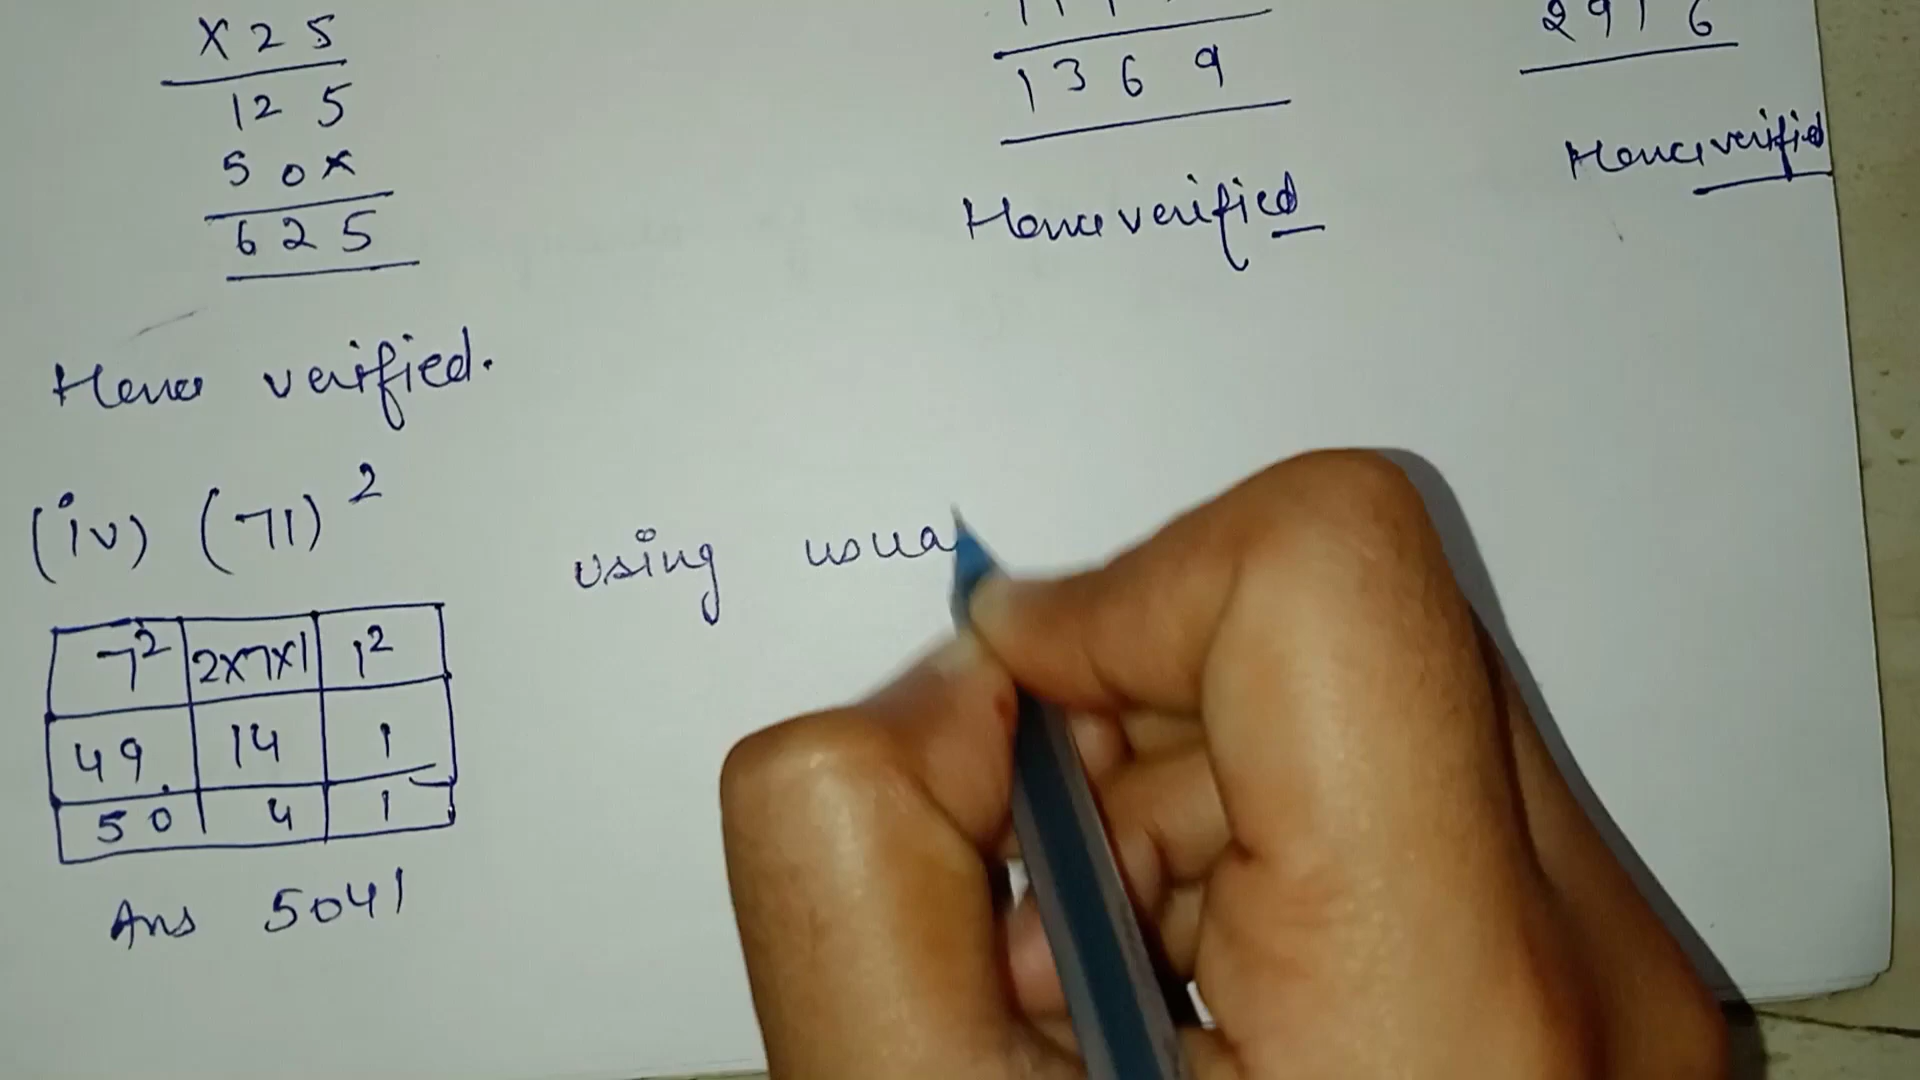 X 2 5
1 2 5
5 0 x
6 2 5
Hence verified.
1 3 6 9
Hence verified
2 9 1 6
Hence verified
(iv) (71)²
7² 2x7x1 1²
49. 14 1
50 4 1
Ans 5041
using usua